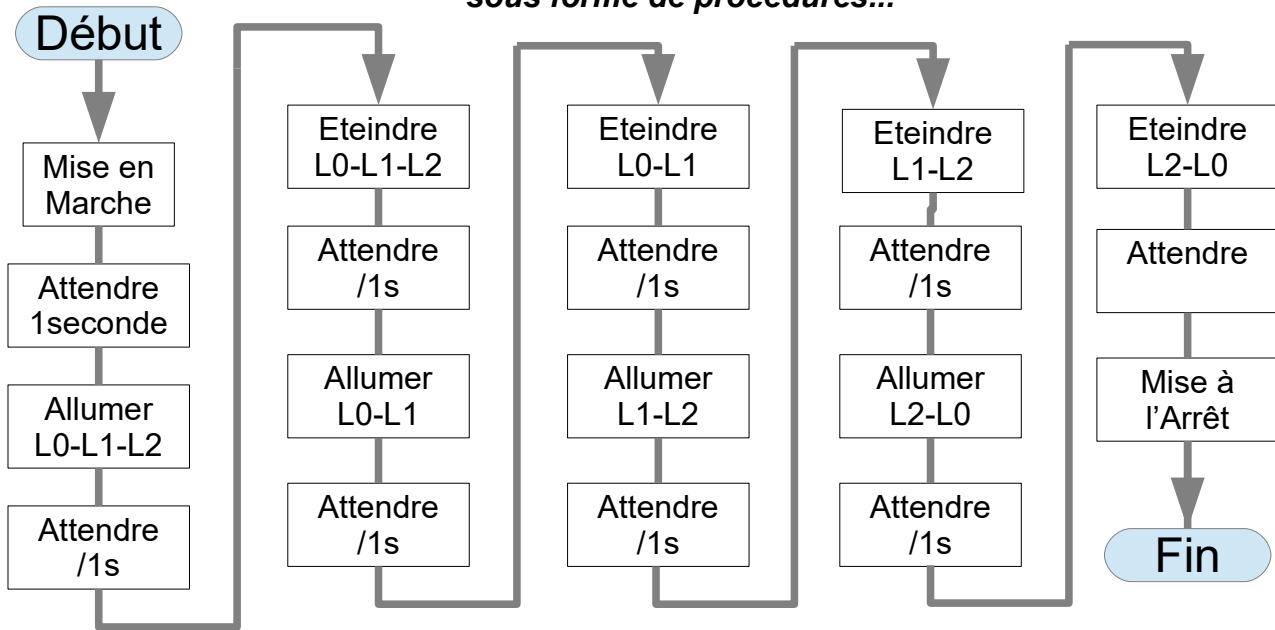 sous forme de procédures...
Début
Mise en
Marche
Attendre
1seconde
Allumer
L0-L1-L2
Attendre
/1s
Eteindre
L0-L1-L2
Attendre
/1s
Allumer
L0-L1
Attendre
/1s
Eteindre
L0-L1
Attendre
/1s
Allumer
L1-L2
Attendre
/1s
Eteindre
L1-L2
Attendre
/1s
Allumer
L2-L0
Attendre
/1s
Eteindre
L2-L0
Attendre
Mise à
l’Arrêt
Fin